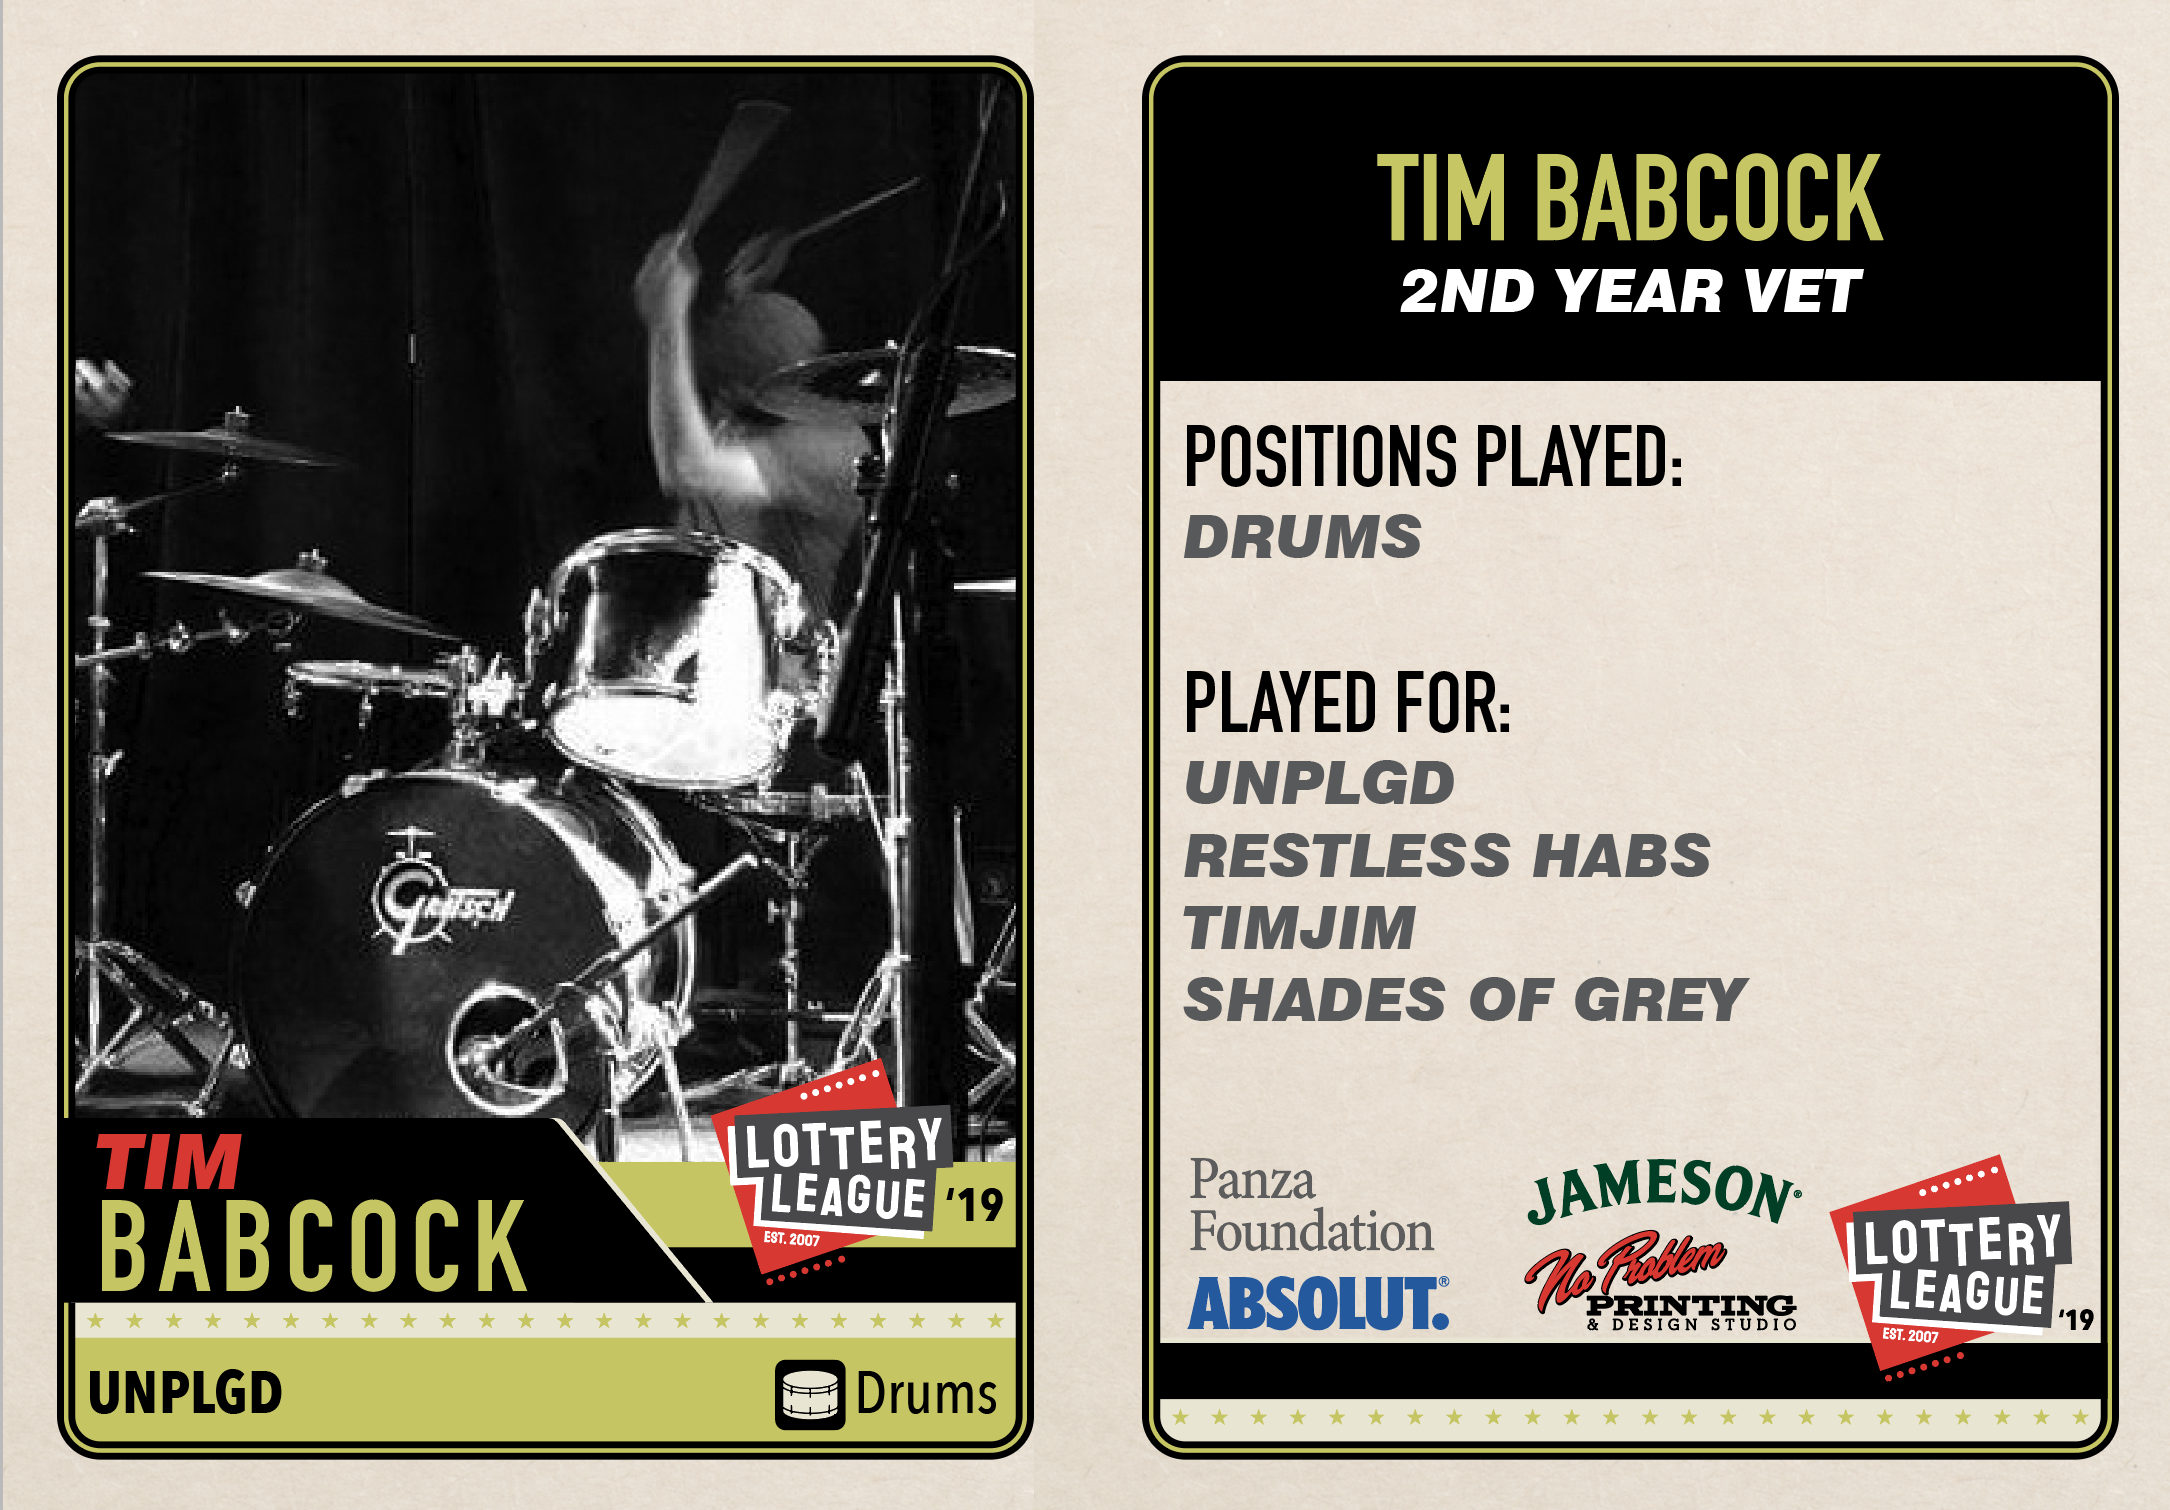 GRETSCH
TIM
BABCOCK
LOTTERY
LEAGUE
EST. 2007
'19
UNPLGD
Drums
TIM BABCOCK
2ND YEAR VET
POSITIONS PLAYED:
DRUMS
PLAYED FOR:
UNPLGD
RESTLESS HABS
TIMJIM
SHADES OF GREY
Panza
Foundation
ABSOLUT.®
JAMESON®
No Problem
PRINTING
& DESIGN STUDIO
LOTTERY
LEAGUE
EST. 2007
'19